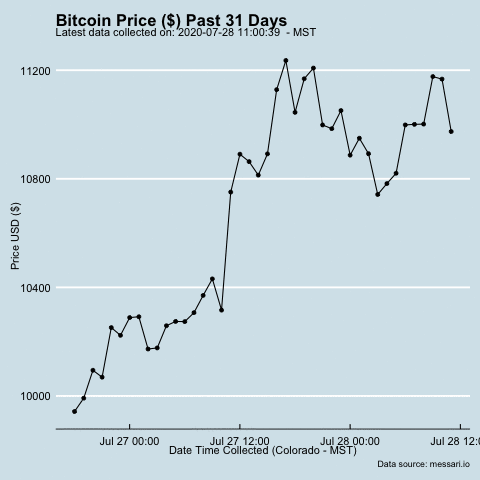 Bitcoin Price ($) Past 31 Days
Latest data collected on: 2020-07-28 11:00:39 - MST
Price USD ($)
11200
10800
10400
10000
Jul 27 00:00 Jul 27 12:00 Jul 28 00:00 Jul 28 12:0
Date Time Collected (Colorado - MST)
Data source: messari.io